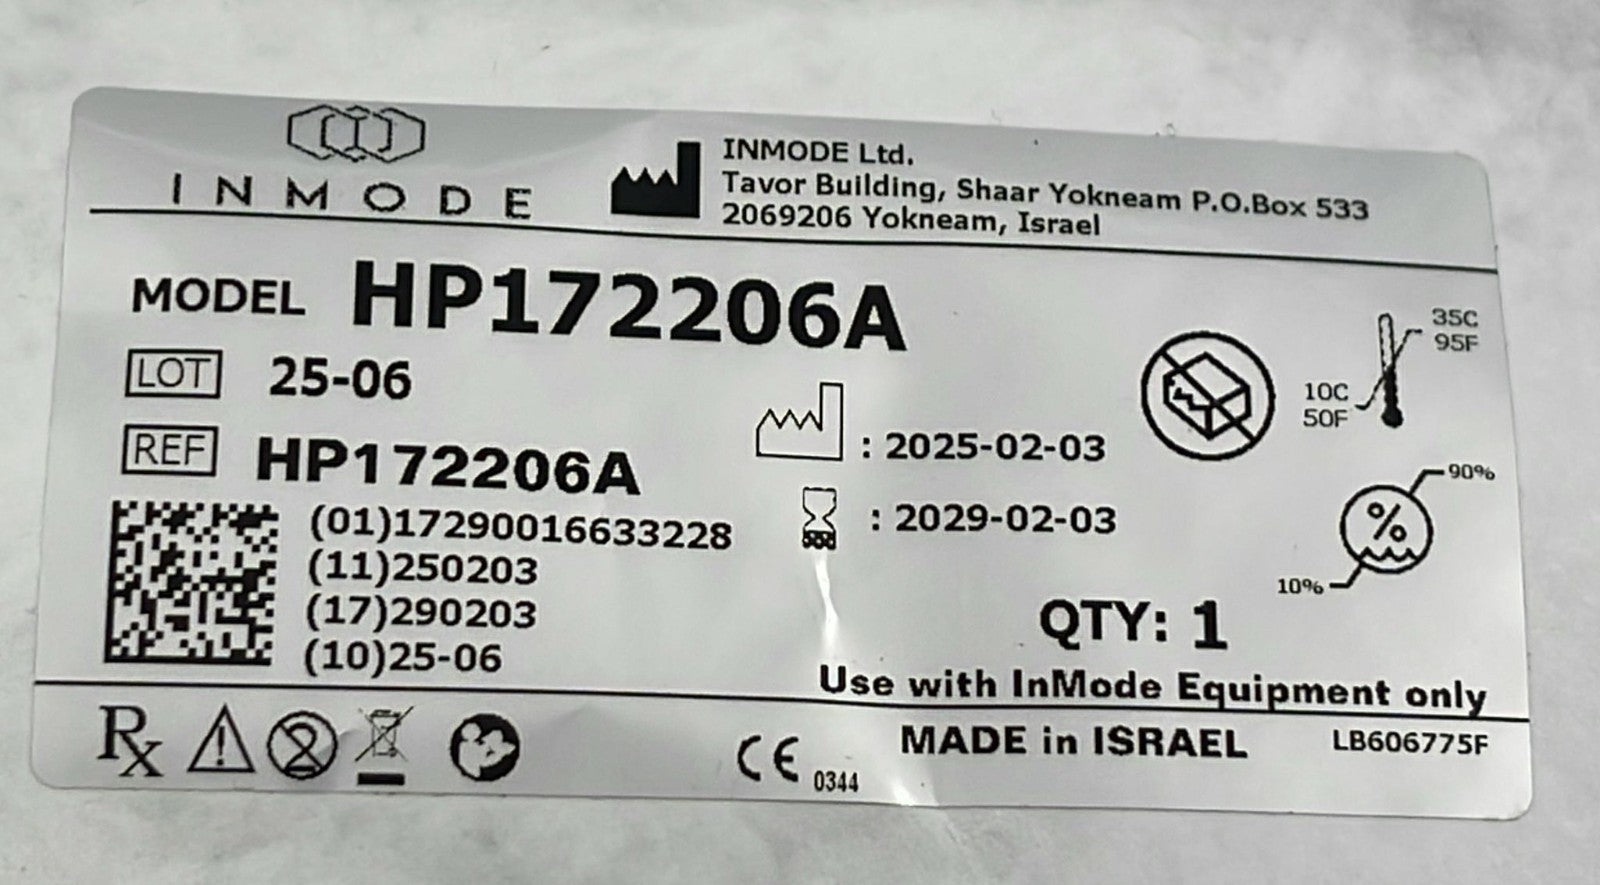 INMODE
INMODE Ltd.
Tavor Building, Shaar Yokneam P.O.Box 533
2069206 Yokneam, Israel
MODEL HP172206A
LOT 25-06
REF HP172206A
(01)17290016633228
(11)250203
(17)290203
(10)25-06
: 2025-02-03
: 2029-02-03
35C
95F
10C
50F
90%
%
10%
QTY: 1
Use with InMode Equipment only
Rx
2
CE 0344
MADE in ISRAEL
LB606775F